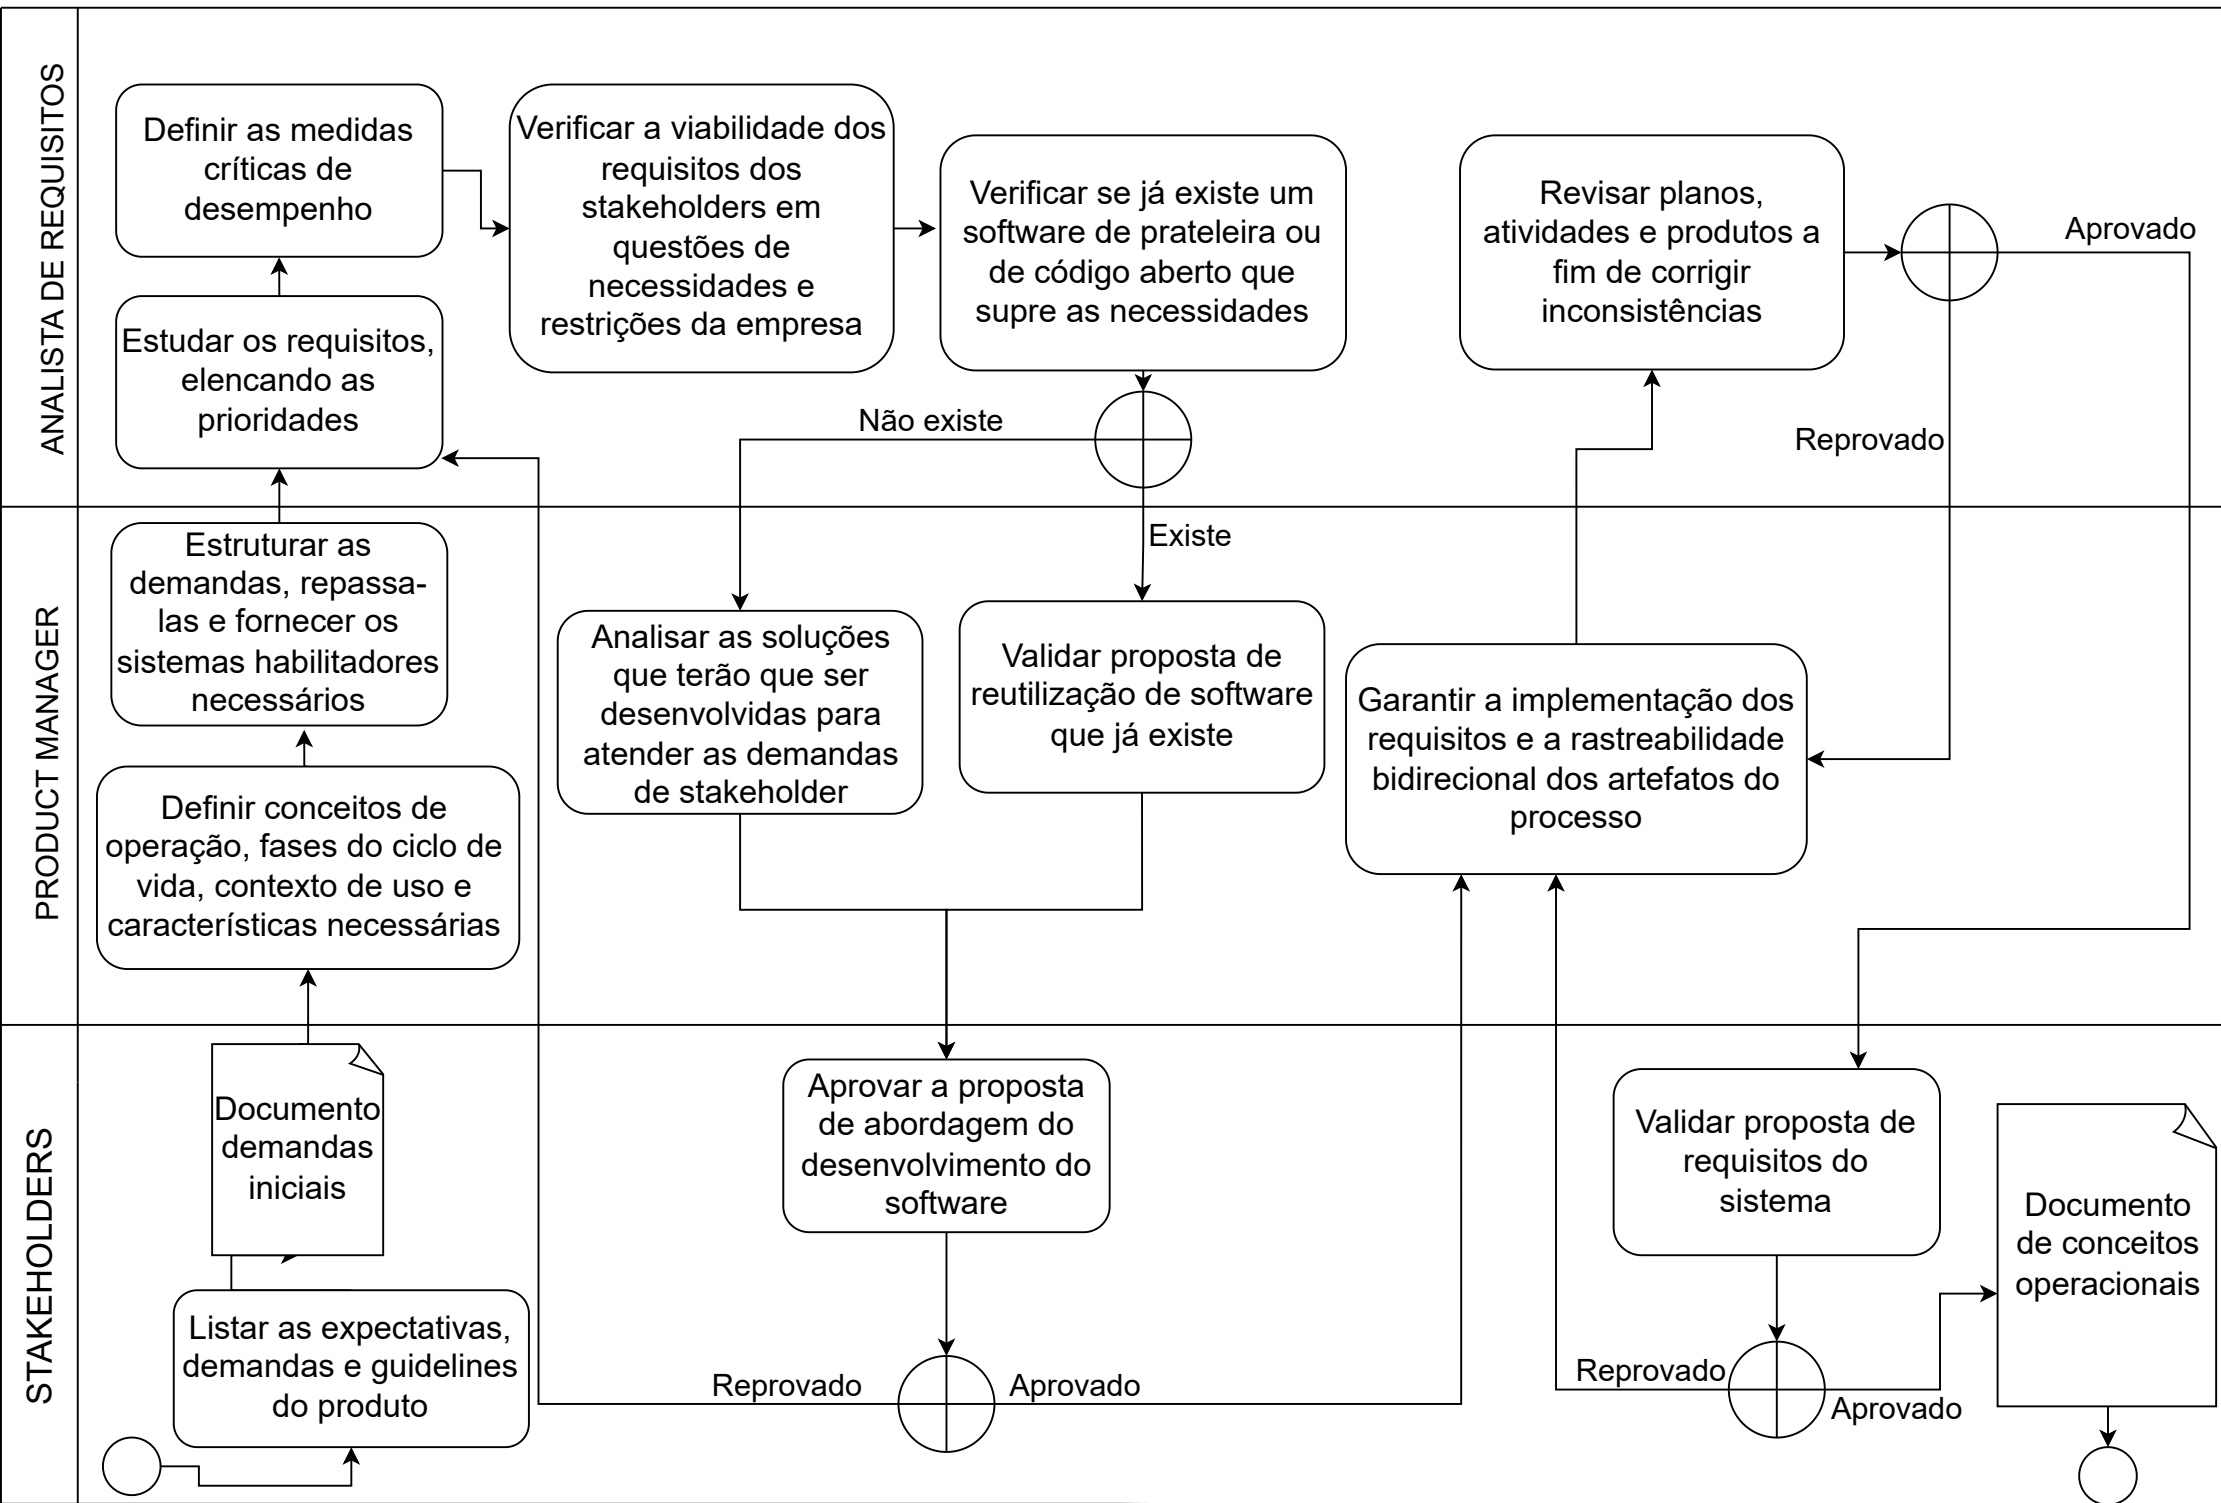 ANALISTA DE REQUISITOS
Definir as medidas
críticas de
desempenho
Verificar a viabilidade dos
requisitos dos
stakeholders em
questões de
necessidades e
restrições da empresa
Verificar se já existe um
software de prateleira ou
de código aberto que
supre as necessidades
Revisar planos,
atividades e produtos a
fim de corrigir
inconsistências
Aprovado
Estudar os requisitos,
elencando as
prioridades
Não existe
Reprovado
PRODUCT MANAGER
Existe
Estruturar as
demandas, repassa-
las e fornecer os
sistemas habilitadores
necessários
Analisar as soluções
que terão que ser
desenvolvidas para
atender as demandas
de stakeholder
Validar proposta de
reutilização de software
que já existe
Garantir a implementação dos
requisitos e a rastreabilidade
bidirecional dos artefatos do
processo
Definir conceitos de
operação, fases do ciclo de
vida, contexto de uso e
características necessárias
STAKEHOLDERS
Documento
demandas
iniciais
Aprovar a proposta
de abordagem do
desenvolvimento do
software
Validar proposta de
requisitos do
sistema
Documento
de conceitos
operacionais
Listar as expectativas,
demandas e guidelines
do produto
Reprovado
Aprovado
Reprovado
Aprovado